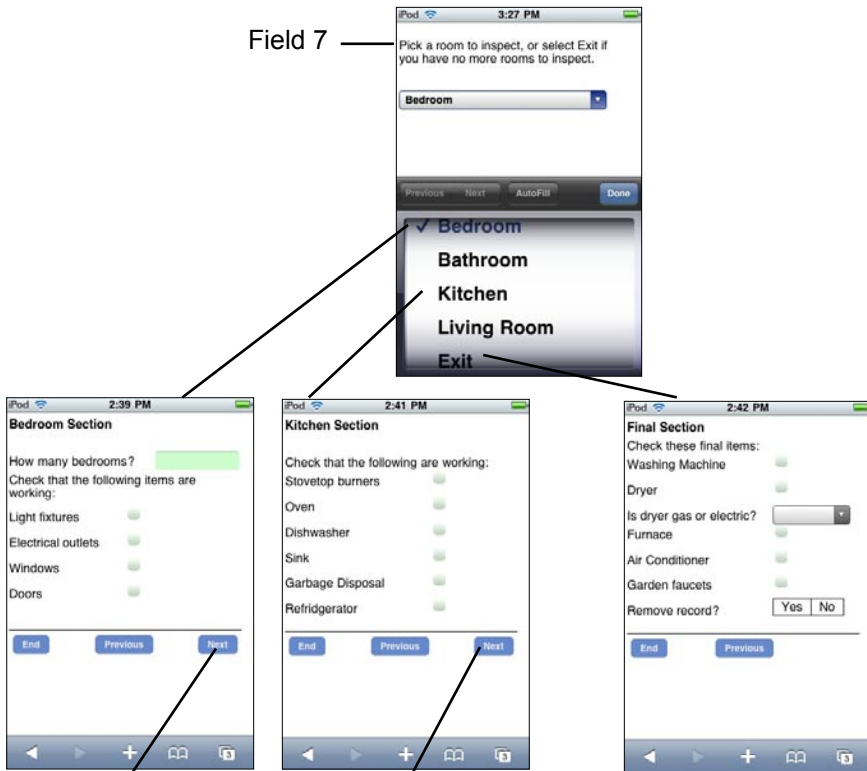 iPod 3:27 PM
Field 7
Pick a room to inspect, or select Exit if
you have no more rooms to inspect.
Bedroom
Previous Next AutoFill Done
✓ Bedroom
Bathroom
Kitchen
Living Room
Exit
iPod 2:39 PM
Bedroom Section
How many bedrooms?
Check that the following items are
working:
Light fixtures
Electrical outlets
Windows
Doors
End Previous Next
3
iPod 2:41 PM
Kitchen Section
Check that the following are working:
Stovetop burners
Oven
Dishwasher
Sink
Garbage Disposal
Refridgerator
End Previous Next
3
iPod 2:42 PM
Final Section
Check these final items:
Washing Machine
Dryer
Is dryer gas or electric?
Furnace
Air Conditioner
Garden faucets
Remove record? Yes No
End Previous
3